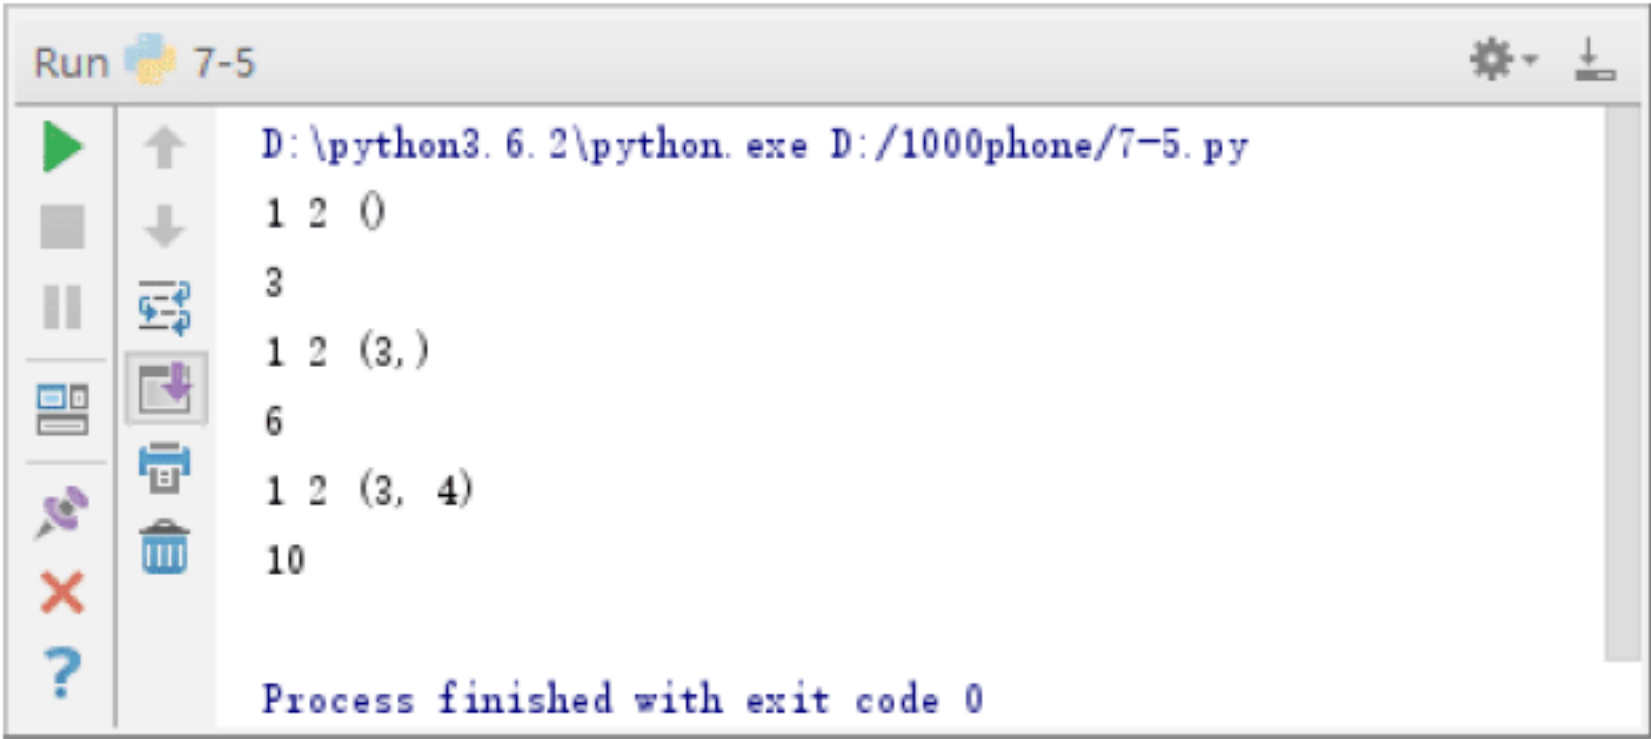 Run 7-5
D:\python3.6.2\python.exe D:/1000phone/7-5.py
1 2 ()
3
1 2 (3,)
6
1 2 (3, 4)
10
Process finished with exit code 0